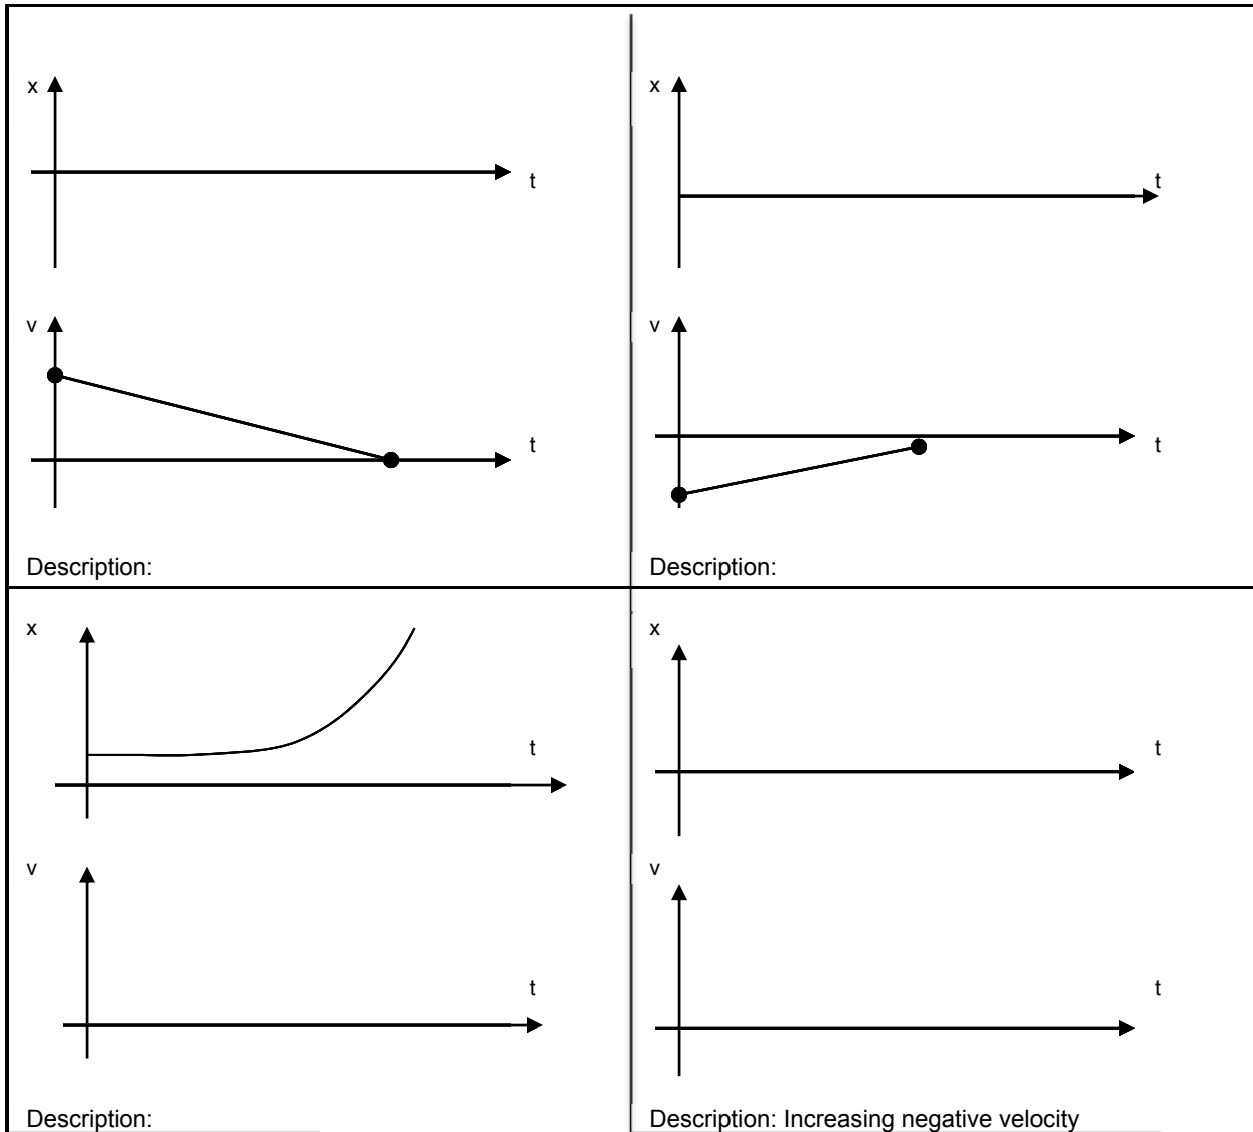 x
t
v
t
Description:
x
t
v
t
Description:
x
t
v
t
Description:
x
t
v
t
Description: Increasing negative velocity